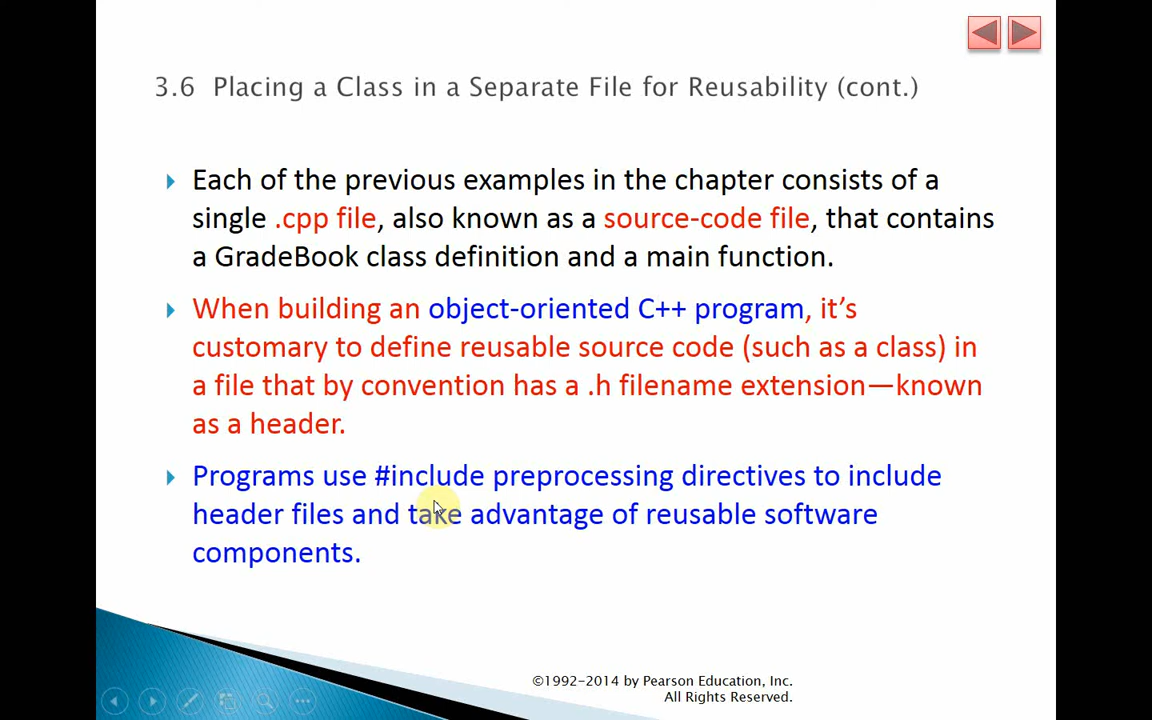 3.6 Placing a Class in a Separate File for Reusability (cont.)
Each of the previous examples in the chapter consists of a
single .cpp file, also known as a source-code file, that contains
a GradeBook class definition and a main function.
When building an object-oriented C++ program, it’s
customary to define reusable source code (such as a class) in
a file that by convention has a .h filename extension—known
as a header.
Programs use #include preprocessing directives to include
header files and take advantage of reusable software
components.
©1992-2014 by Pearson Education, Inc.
All Rights Reserved.